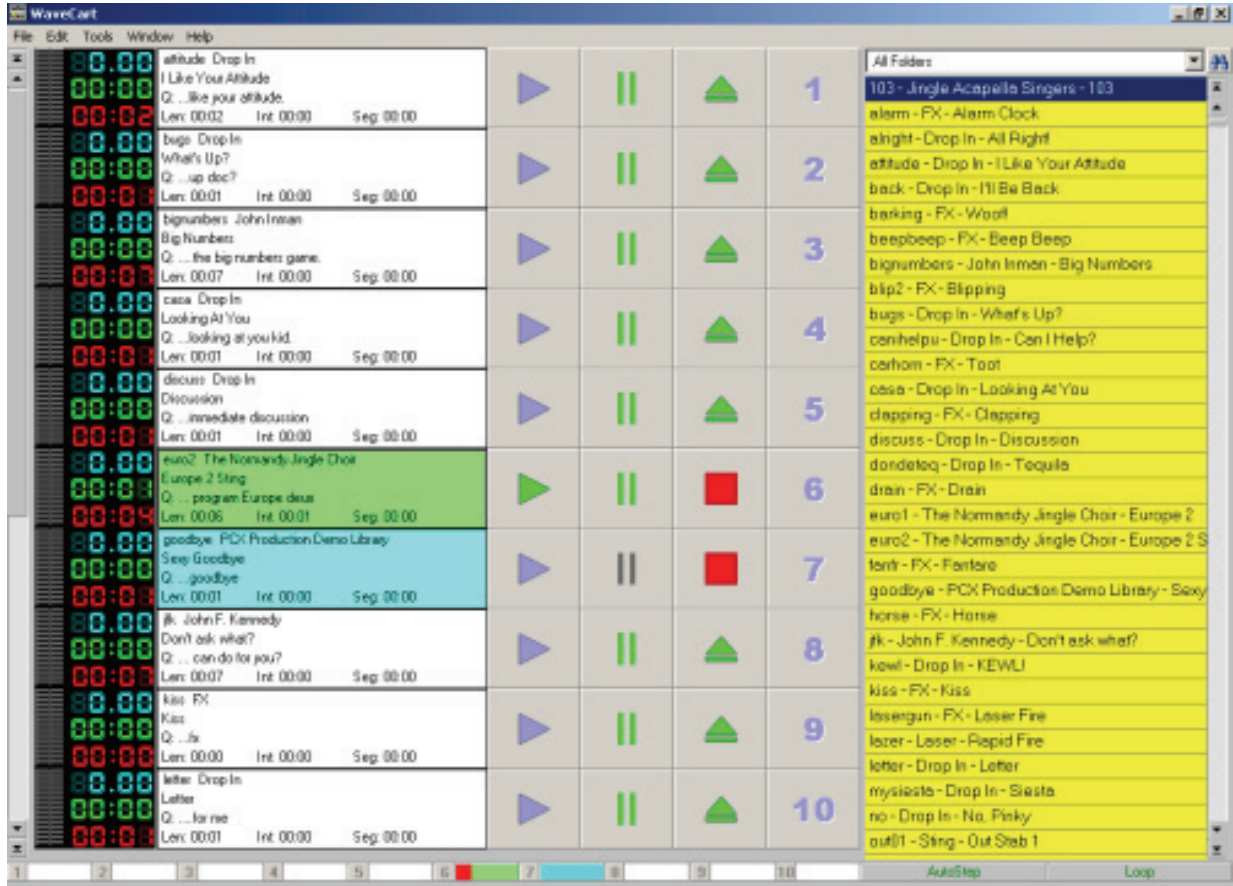 WaveCart
File Edit Tools Window Help
attitude Drop In
I Like Your Attitude
Q: ...like your attitude.
Len: 00:02 Int: 00:00 Seg: 00:00
1
bugs Drop In
What's Up?
Q: ...up doc?
Len: 00:01 Int: 00:00 Seg: 00:00
2
bignumbers John Inman
Big Numbers
Q: ... the big numbers game.
Len: 00:07 Int: 00:00 Seg: 00:00
3
casa Drop In
Looking At You
Q: ...looking at you kid.
Len: 00:01 Int: 00:00 Seg: 00:00
4
discuss Drop In
Discussion
Q: ...immediate discussion
Len: 00:01 Int: 00:00 Seg: 00:00
5
euro2 The Normandy Jingle Choir
Europe 2 Sting
Q: ... program Europe deus
Len: 00:06 Int: 00:01 Seg: 00:00
6
goodbye PCX Production Demo Library
Sexy Goodbye
Q: ...goodbye
Len: 00:01 Int: 00:00 Seg: 00:00
7
jfk John F. Kennedy
Don't ask what?
Q: ... can do for you?
Len: 00:07 Int: 00:00 Seg: 00:00
8
kiss FX
Kiss
Q: ...fx
Len: 00:00 Int: 00:00 Seg: 00:00
9
letter Drop In
Letter
Q: ...for me
Len: 00:01 Int: 00:00 Seg: 00:00
10
All Folders
103 - Jingle Acapella Singers - 103
alarm - FX - Alarm Clock
alright - Drop In - All Right!
attitude - Drop In - I Like Your Attitude
back - Drop In - I'll Be Back
barking - FX - Woof!
beepbeep - FX - Beep Beep
bignumbers - John Inman - Big Numbers
blip2 - FX - Blipping
bugs - Drop In - What's Up?
canihelpu - Drop In - Can I Help?
carhorn - FX - Toot
casa - Drop In - Looking At You
clapping - FX - Clapping
discuss - Drop In - Discussion
dondeteq - Drop In - Tequila
drain - FX - Drain
euro1 - The Normandy Jingle Choir - Europe 2
euro2 - The Normandy Jingle Choir - Europe 2 S
fanfr - FX - Fanfare
goodbye - PCX Production Demo Library - Sexy
horse - FX - Horse
jfk - John F. Kennedy - Don't ask what?
kewl - Drop In - KEWL!
kiss - FX - Kiss
lasergun - FX - Laser Fire
lazer - Laser - Rapid Fire
letter - Drop In - Letter
mysiesta - Drop In - Siesta
no - Drop In - No, Pinky
out01 - Sting - Out Stab 1
1 2 3 4 5 6 7 8 9 10 AutoStep Loop